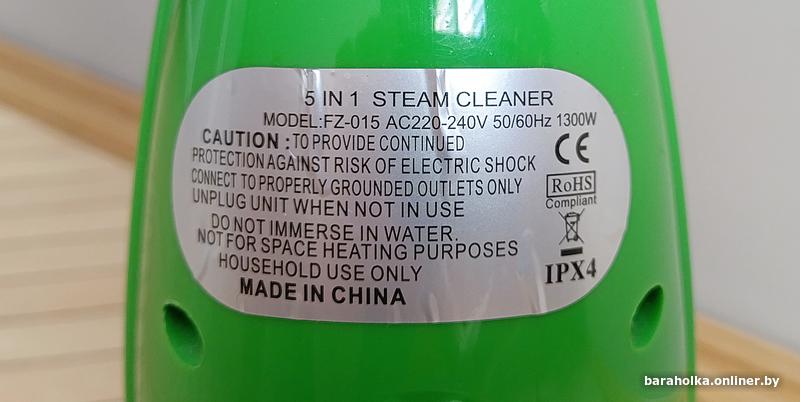 5 IN 1 STEAM CLEANER
MODEL:FZ-015 AC220-240V 50/60Hz 1300W
CAUTION : TO PROVIDE CONTINUED
PROTECTION AGAINST RISK OF ELECTRIC SHOCK
CONNECT TO PROPERLY GROUNDED OUTLETS ONLY
UNPLUG UNIT WHEN NOT IN USE
DO NOT IMMERSE IN WATER.
NOT FOR SPACE HEATING PURPOSES
HOUSEHOLD USE ONLY
MADE IN CHINA
CE
RoHS
Compliant
IPX4
baraholka.onliner.by